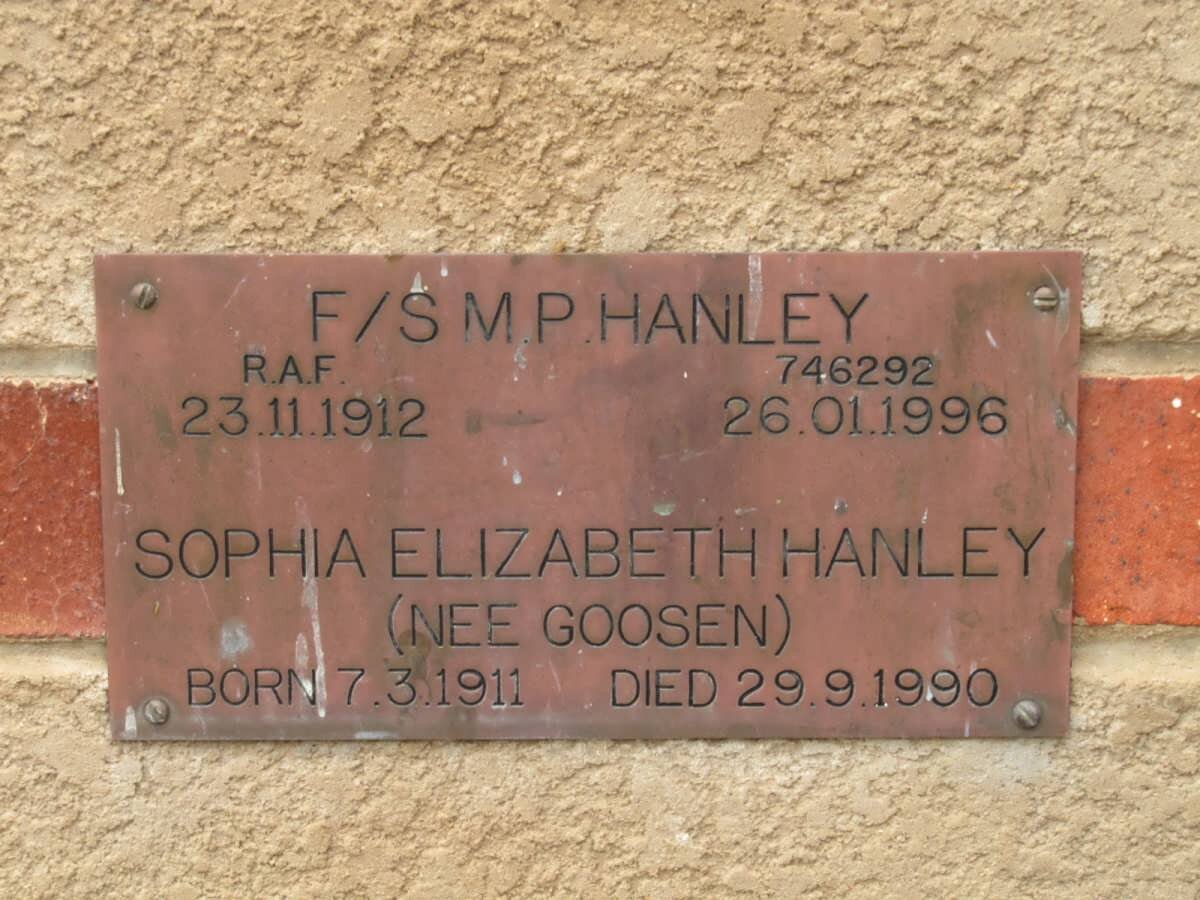 F/S M.P. HANLEY
R.A.F. 746292
23.11.1912 26.01.1996
SOPHIA ELIZABETH HANLEY
(NEE GOOSEN)
BORN 7.3.1911 DIED 29.9.1990